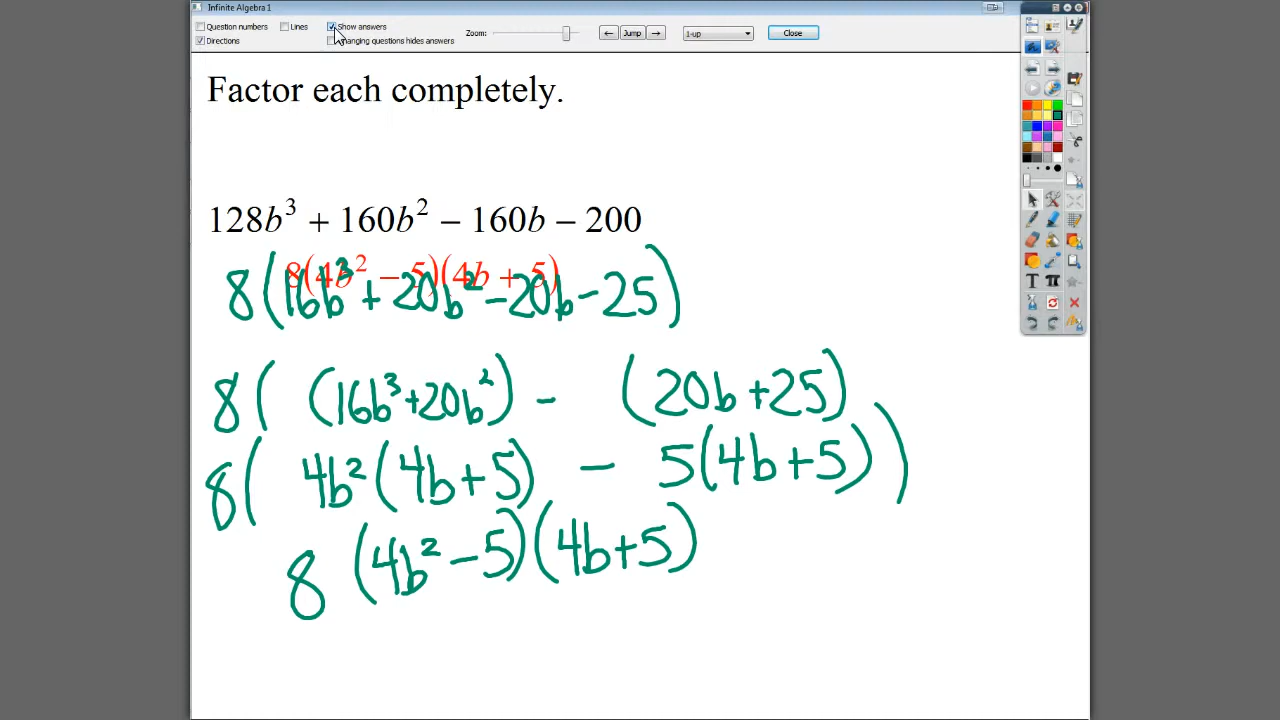 Infinite Algebra 1
Question numbers Lines Show answers
Directions Changing questions hides answers
Zoom: ← Jump → 1-up Close
Factor each completely.
128b³ + 160b² − 160b − 200
8(4b² − 5)(4b + 5)
8(16b³ + 20b² − 20b − 25)
8( (16b³+20b²) − (20b+25)
8( 4b²(4b+5) − 5(4b+5) )
8 (4b² − 5)(4b+5)
T π